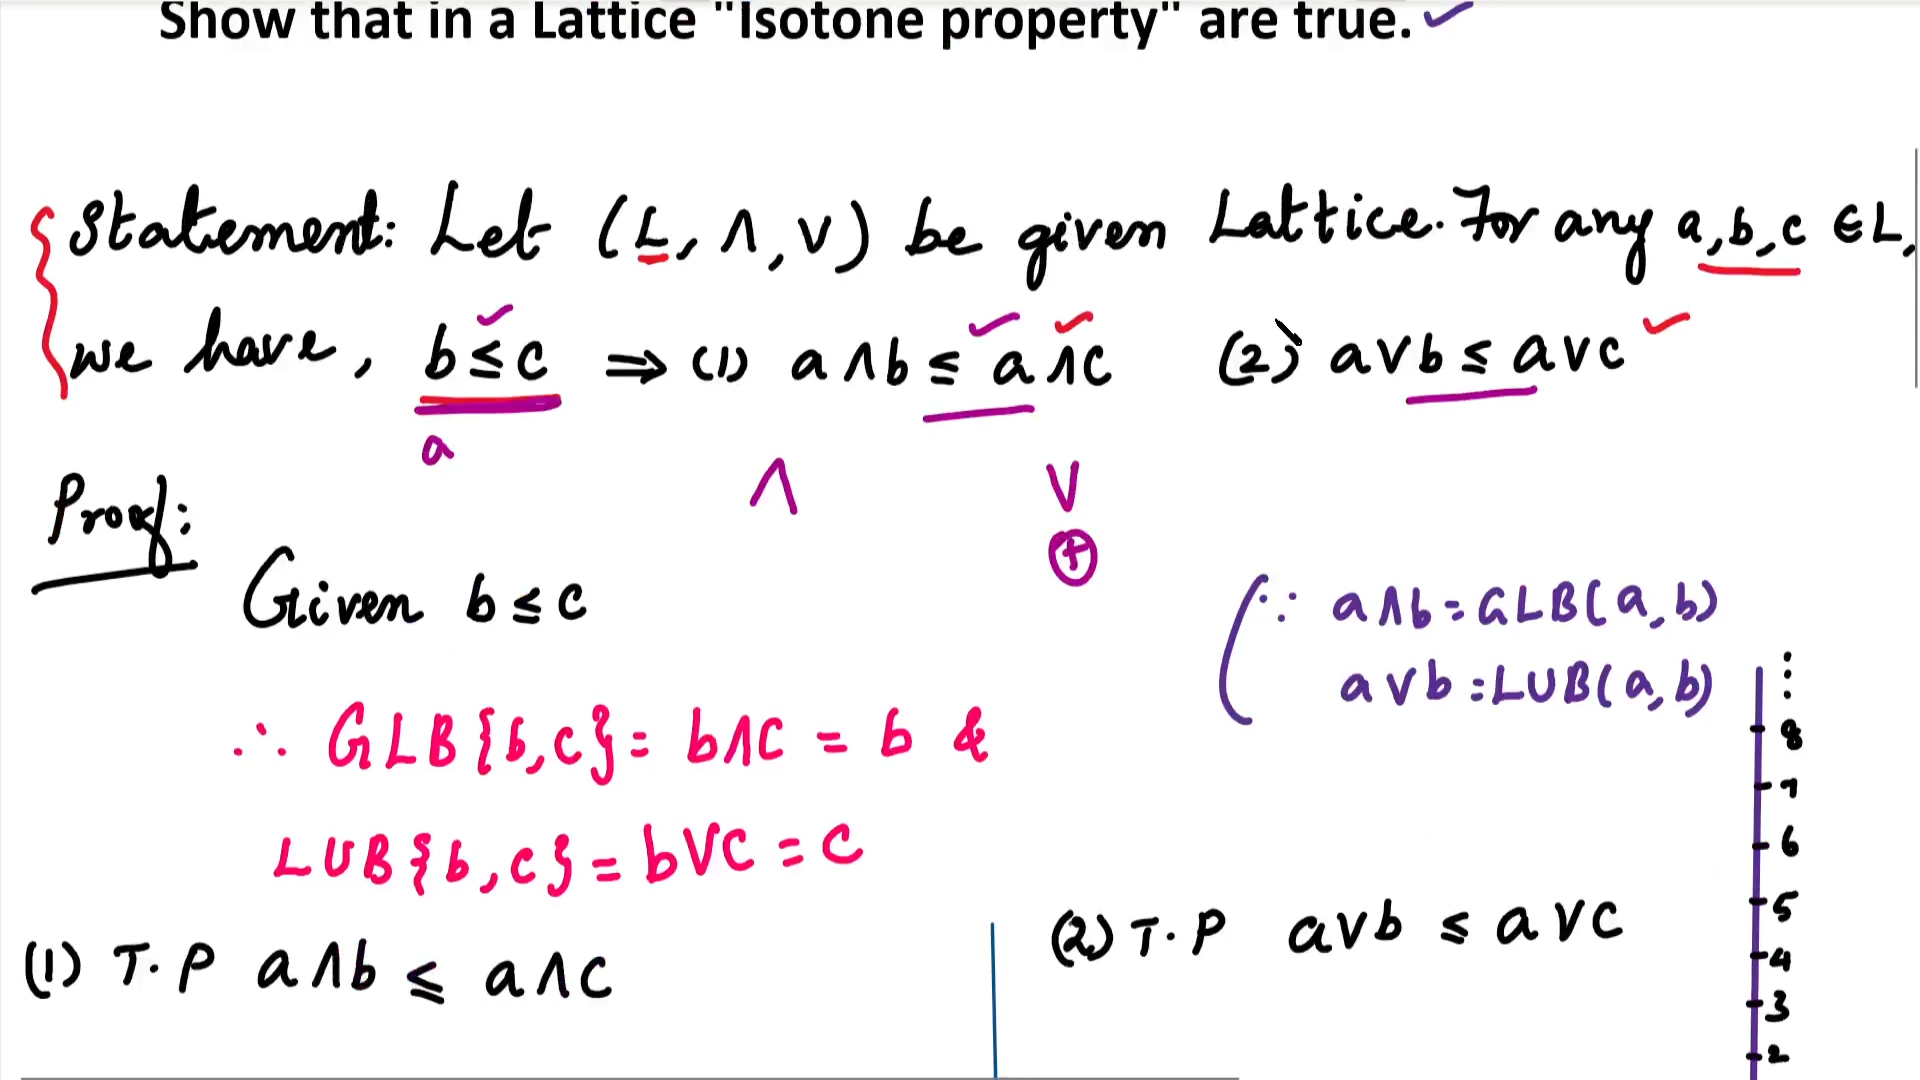 Show that in a Lattice "Isotone property" are true.
Statement: Let (L, ∧, ∨) be given Lattice. For any a,b,c ∈ L,
we have, b ≤ c ⇒ (1) a ∧ b ≤ a ∧ c (2) a ∨ b ≤ a ∨ c
a
∧ ∨
⊕
Proof:
Given b ≤ c
(∵ a ∧ b = GLB(a, b)
a ∨ b = LUB(a, b)
∴ GLB{b,c} = b ∧ c = b &
LUB{b,c} = b ∨ c = c
(1) T.P a ∧ b ≤ a ∧ c
(2) T.P a ∨ b ≤ a ∨ c
⋮
8
7
6
5
4
3
2